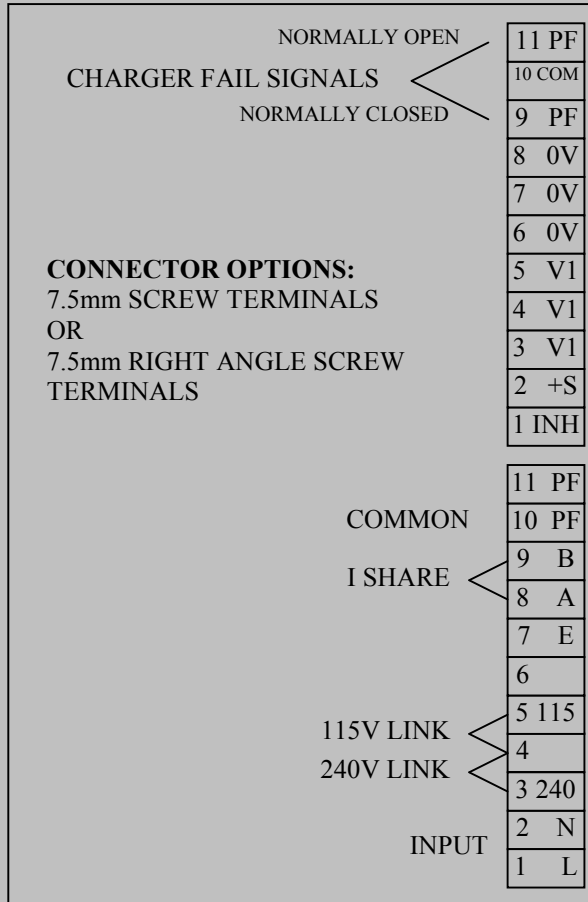 NORMALLY OPEN
11 PF
CHARGER FAIL SIGNALS
10 COM
NORMALLY CLOSED
9 PF
8 0V
7 0V
6 0V
CONNECTOR OPTIONS:
7.5mm SCREW TERMINALS
OR
7.5mm RIGHT ANGLE SCREW
TERMINALS
5 V1
4 V1
3 V1
2 +S
1 INH
11 PF
COMMON
10 PF
I SHARE
9 B
8 A
7 E
6
5 115
115V LINK
4
240V LINK
3 240
2 N
INPUT
1 L